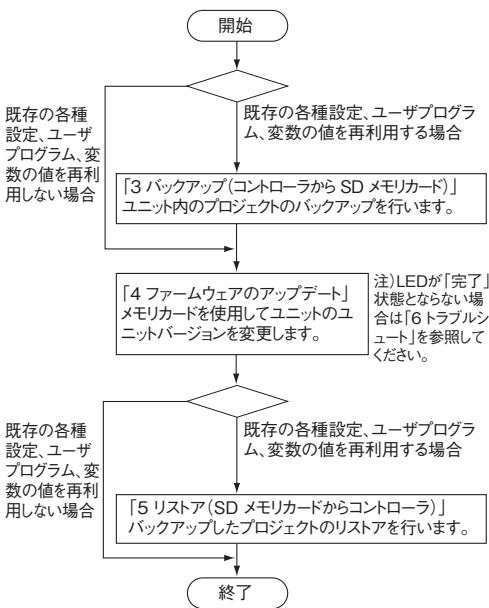 開始
既存の各種
設定、ユーザ
プログラム、変
数の値を再利
用しない場合
既存の各種設定、ユーザプログラ
ム、変数の値を再利用する場合
「3 バックアップ(コントローラから SD メモリカード)」
ユニット内のプロジェクトのバックアップを行います。
「4 ファームウェアのアップデート」
メモリカードを使用してユニットのユ
ニットバージョンを変更します。
注)LEDが「完了」
状態とならない場
合は「6 トラブルシ
ュート」を参照して
ください。
既存の各種
設定、ユーザ
プログラム、変
数の値を再利
用しない場合
既存の各種設定、ユーザプログラ
ム、変数の値を再利用する場合
「5 リストア(SD メモリカードからコントローラ)」
バックアップしたプロジェクトのリストアを行います。
終了